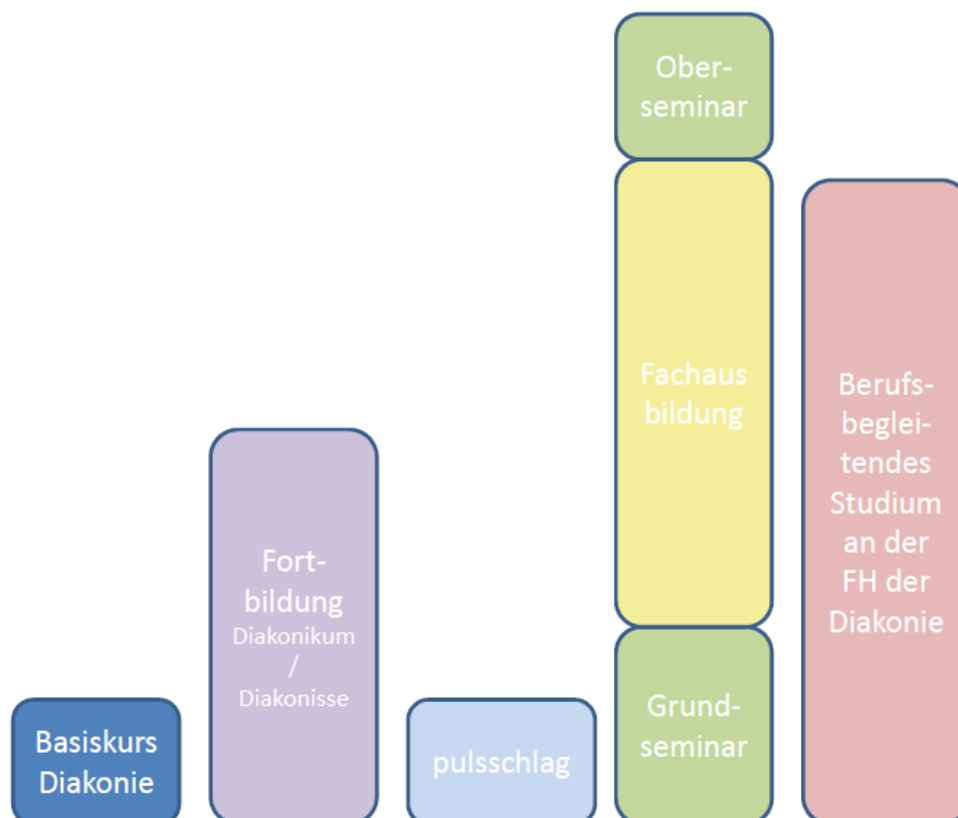 Basiskurs
Diakonie
Fort-
bildung
Diakonikum
/
Diakonisse
pulsschlag
Ober-
seminar
Fachaus
bildung
Grund-
seminar
Berufs-
beglei-
tendes
Studium
an der
FH der
Diakonie